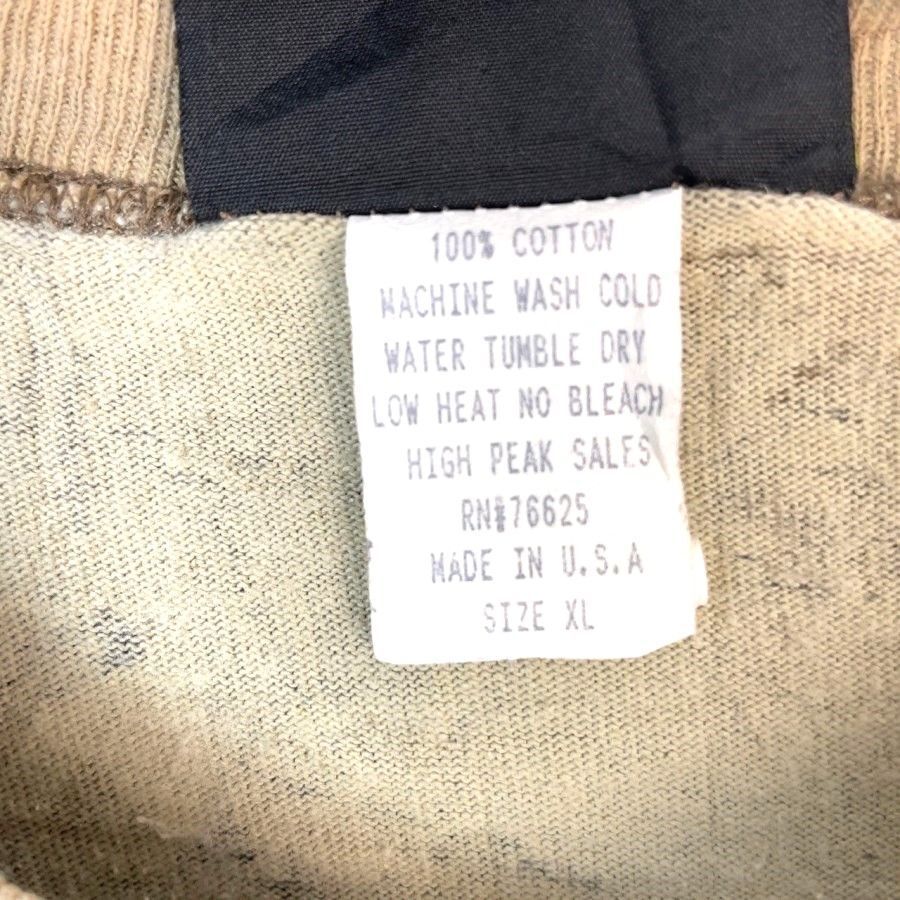 100% COTTON
MACHINE WASH COLD
WATER TUMBLE DRY
LOW HEAT NO BLEACH
HIGH PEAK SALES
RN#76625
MADE IN U.S.A
SIZE XL